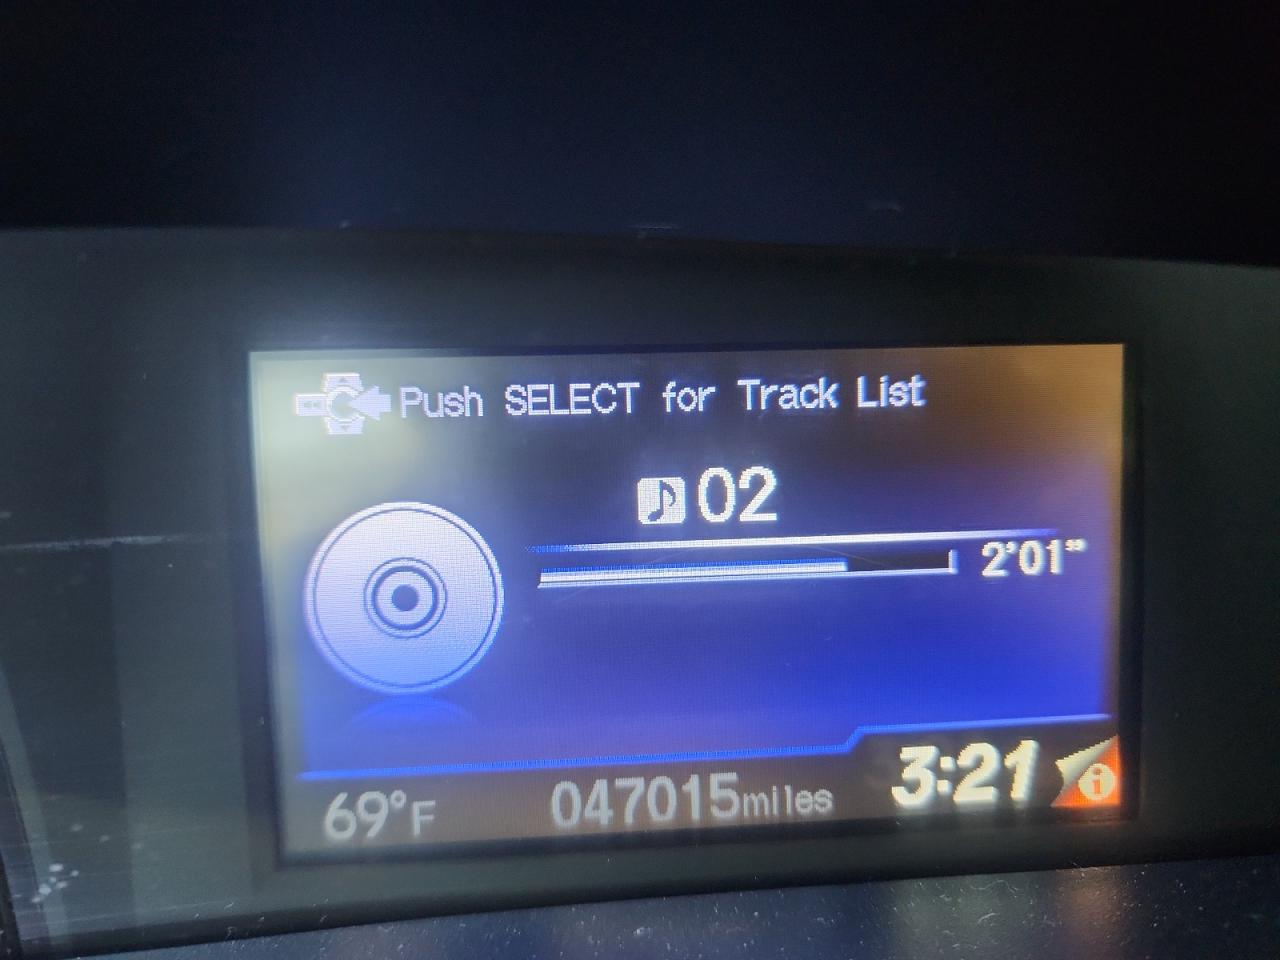 Push SELECT for Track List
02
2'01"
69°F 047015miles 3:21 i